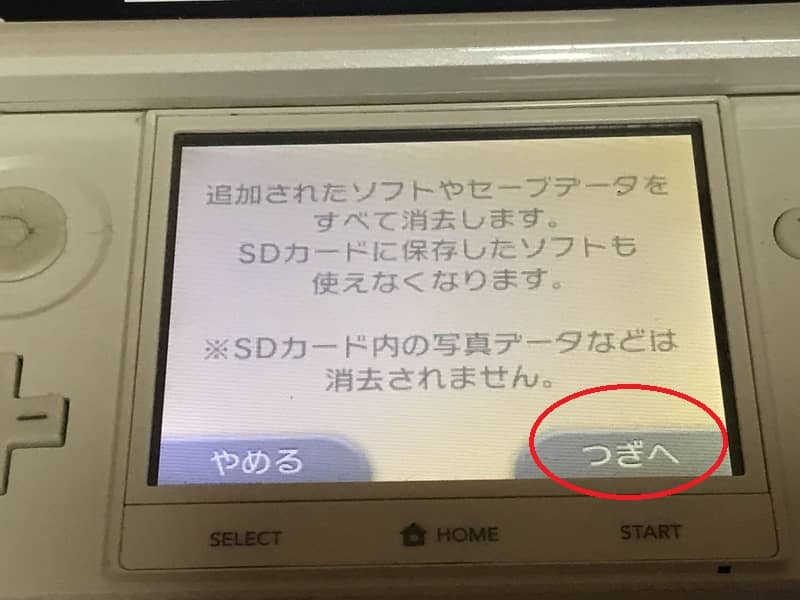 追加されたソフトやセーブデータを
すべて消去します。
SDカードに保存したソフトも
使えなくなります。
※SDカード内の写真データなどは
消去されません。
やめる
つぎへ
SELECT
HOME
START